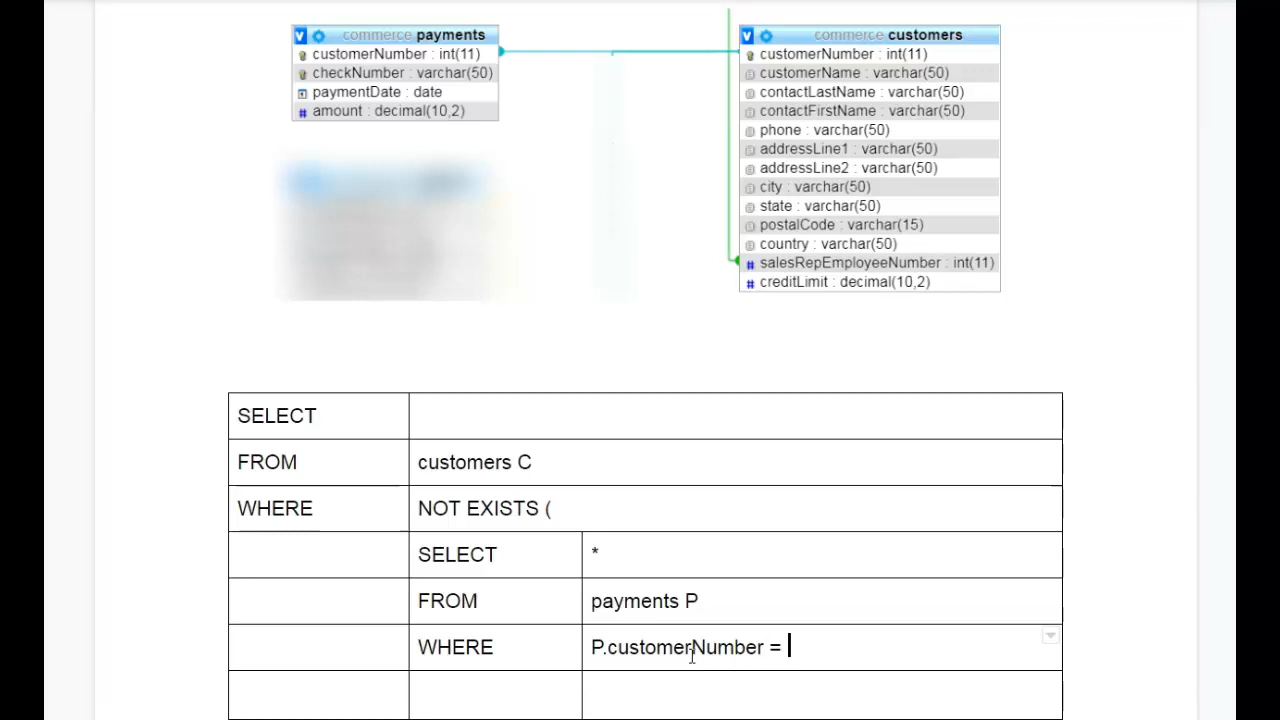 commerce payments
customerNumber : int(11)
checkNumber : varchar(50)
paymentDate : date
amount : decimal(10,2)
commerce customers
customerNumber : int(11)
customerName : varchar(50)
contactLastName : varchar(50)
contactFirstName : varchar(50)
phone : varchar(50)
addressLine1 : varchar(50)
addressLine2 : varchar(50)
city : varchar(50)
state : varchar(50)
postalCode : varchar(15)
country : varchar(50)
salesRepEmployeeNumber : int(11)
creditLimit : decimal(10,2)
SELECT
FROM customers C
WHERE NOT EXISTS (
SELECT *
FROM payments P
WHERE P.customerNumber =